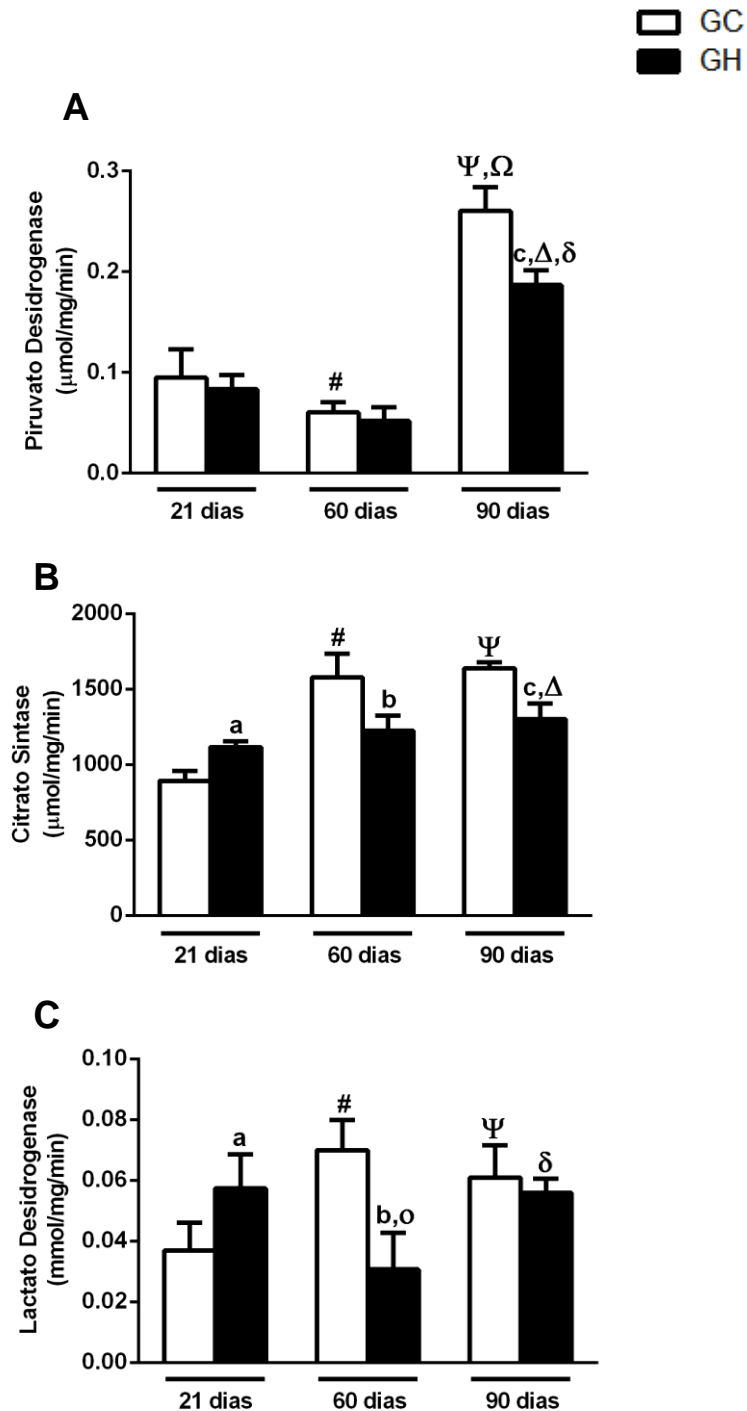 GC
GH
A
Piruvato Desidrogenase
(μmol/mg/min)
0.3
0.2
0.1
0.0
Ψ,Ω
c,Δ,δ
#
21 dias
60 dias
90 dias
B
Citrato Sintase
(μmol/mg/min)
2000
1500
1000
500
0
a
#
b
Ψ
c,Δ
21 dias
60 dias
90 dias
C
Lactato Desidrogenase
(mmol/mg/min)
0.10
0.08
0.06
0.04
0.02
0.00
a
#
b,o
Ψ
δ
21 dias
60 dias
90 dias